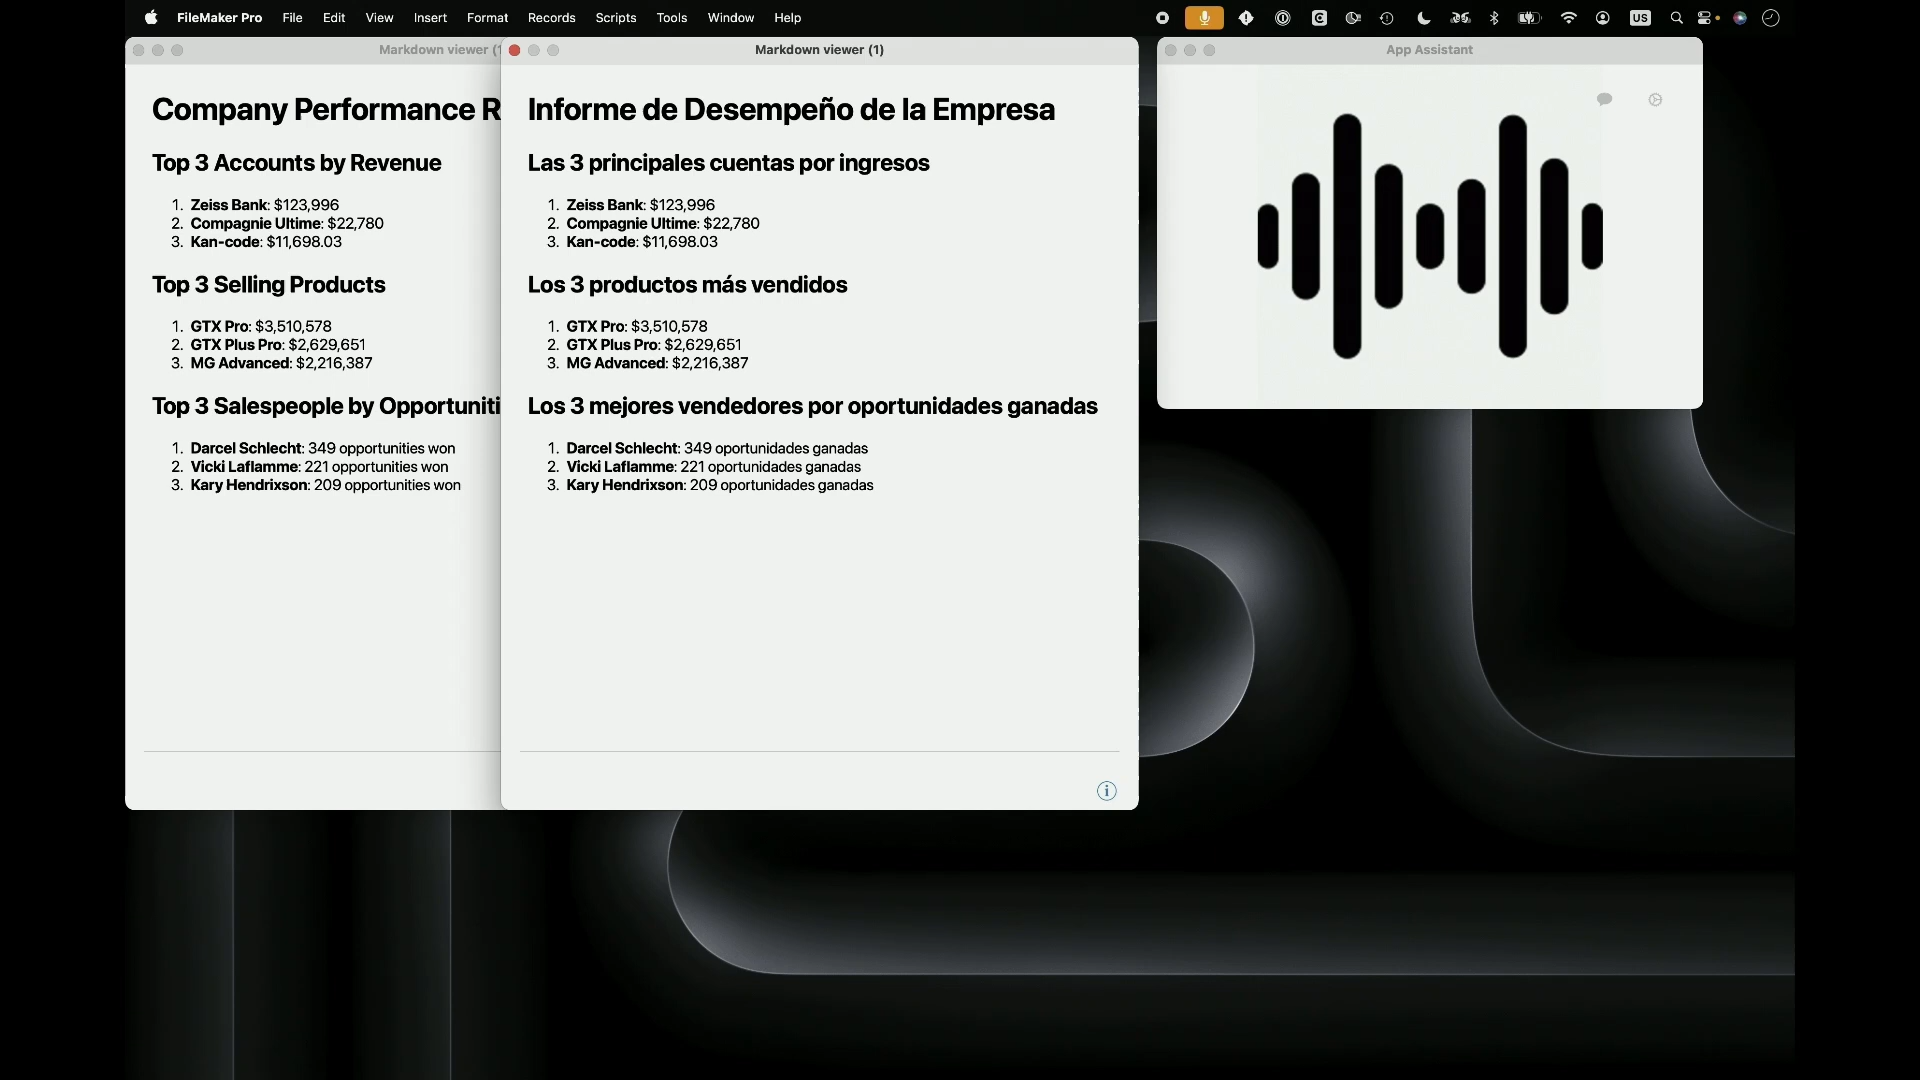 FileMaker Pro File Edit View Insert Format Records Scripts Tools Window Help US
Markdown viewer (1
Company Performance R
Top 3 Accounts by Revenue
1. Zeiss Bank: $123,996
2. Compagnie Ultime: $22,780
3. Kan-code: $11,698.03
Top 3 Selling Products
1. GTX Pro: $3,510,578
2. GTX Plus Pro: $2,629,651
3. MG Advanced: $2,216,387
Top 3 Salespeople by Opportuniti
1. Darcel Schlecht: 349 opportunities won
2. Vicki Laflamme: 221 opportunities won
3. Kary Hendrixson: 209 opportunities won
Markdown viewer (1)
Informe de Desempeño de la Empresa
Las 3 principales cuentas por ingresos
1. Zeiss Bank: $123,996
2. Compagnie Ultime: $22,780
3. Kan-code: $11,698.03
Los 3 productos más vendidos
1. GTX Pro: $3,510,578
2. GTX Plus Pro: $2,629,651
3. MG Advanced: $2,216,387
Los 3 mejores vendedores por oportunidades ganadas
1. Darcel Schlecht: 349 oportunidades ganadas
2. Vicki Laflamme: 221 oportunidades ganadas
3. Kary Hendrixson: 209 oportunidades ganadas
App Assistant